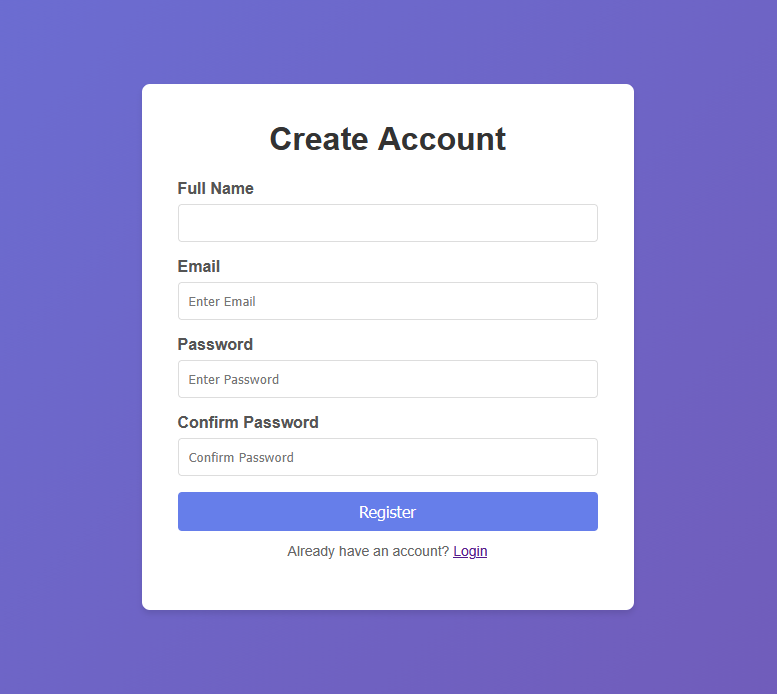 Create Account
Full Name
Email
Enter Email
Password
Enter Password
Confirm Password
Confirm Password
Register
Already have an account? Login